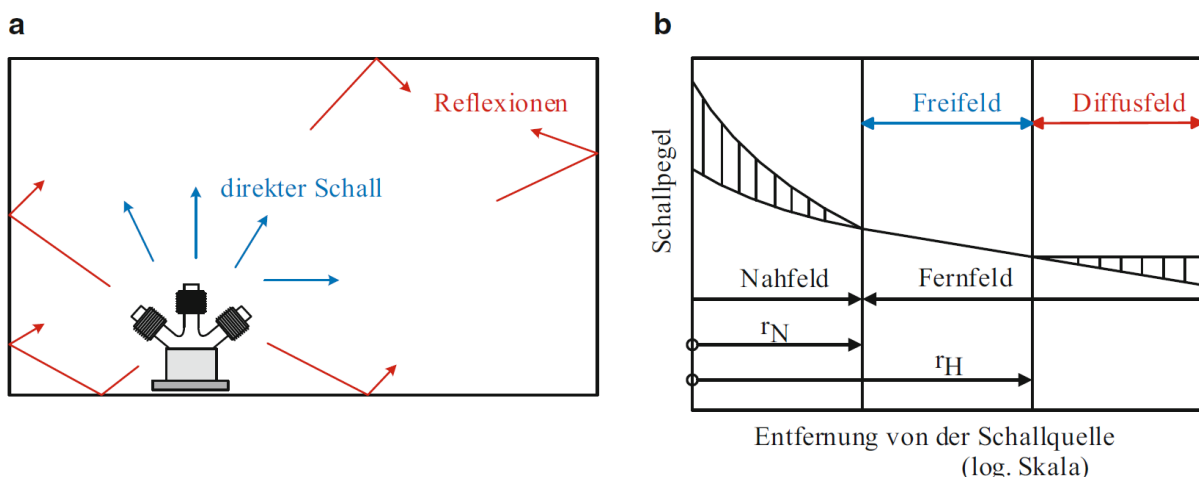 a
Reflexionen
direkter Schall
b
Schallpegel
Freifeld
Diffusfeld
Nahfeld
Fernfeld
rN
rH
Entfernung von der Schallquelle
(log. Skala)